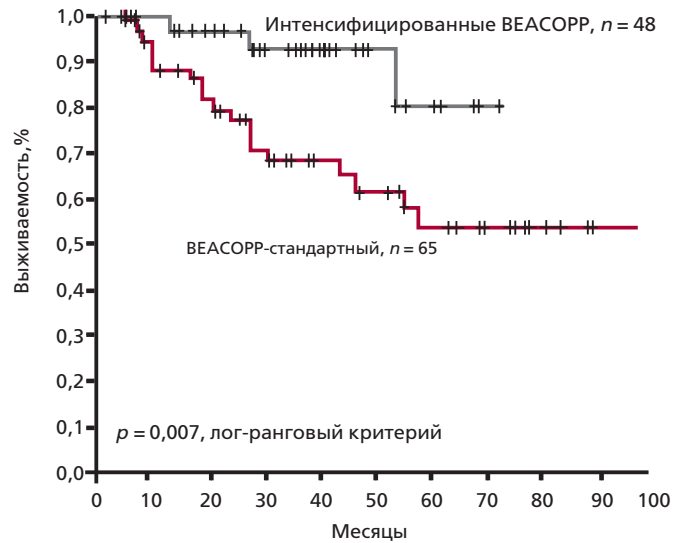 Интенсифицированные BEACOPP, n = 48
BEACOPP-стандартный, n = 65
p = 0,007, лог-ранговый критерий
Выживаемость,%
1,0
0,9
0,8
0,7
0,6
0,5
0,4
0,3
0,2
0,1
0,0
0 10 20 30 40 50 60 70 80 90 100
Месяцы